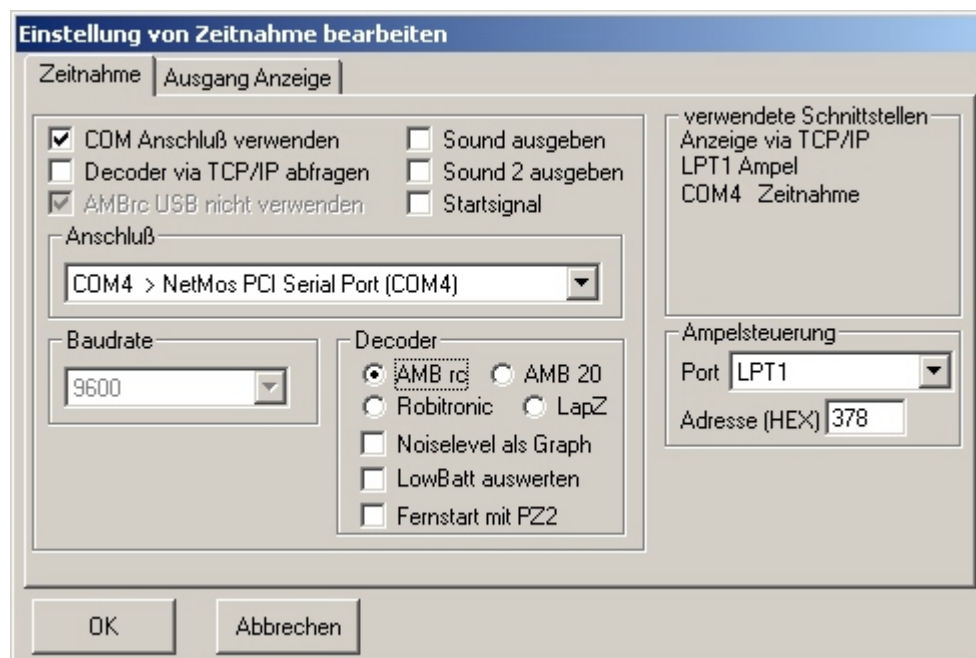 Einstellung von Zeitnahme bearbeiten
Zeitnahme
Ausgang Anzeige
COM Anschluß verwenden
Decoder via TCP/IP abfragen
AMBrc USB nicht verwenden
Sound ausgeben
Sound 2 ausgeben
Startsignal
Anschluß
COM4 > NetMos PCI Serial Port (COM4)
Baudrate
9600
Decoder
AMB rc
AMB 20
Robitronic
LapZ
Noiselevel als Graph
LowBatt auswerten
Fernstart mit PZ2
verwendete Schnittstellen
Anzeige via TCP/IP
LPT1 Ampel
COM4 Zeitnahme
Ampelsteuerung
Port LPT1
Adresse (HEX) 378
OK
Abbrechen